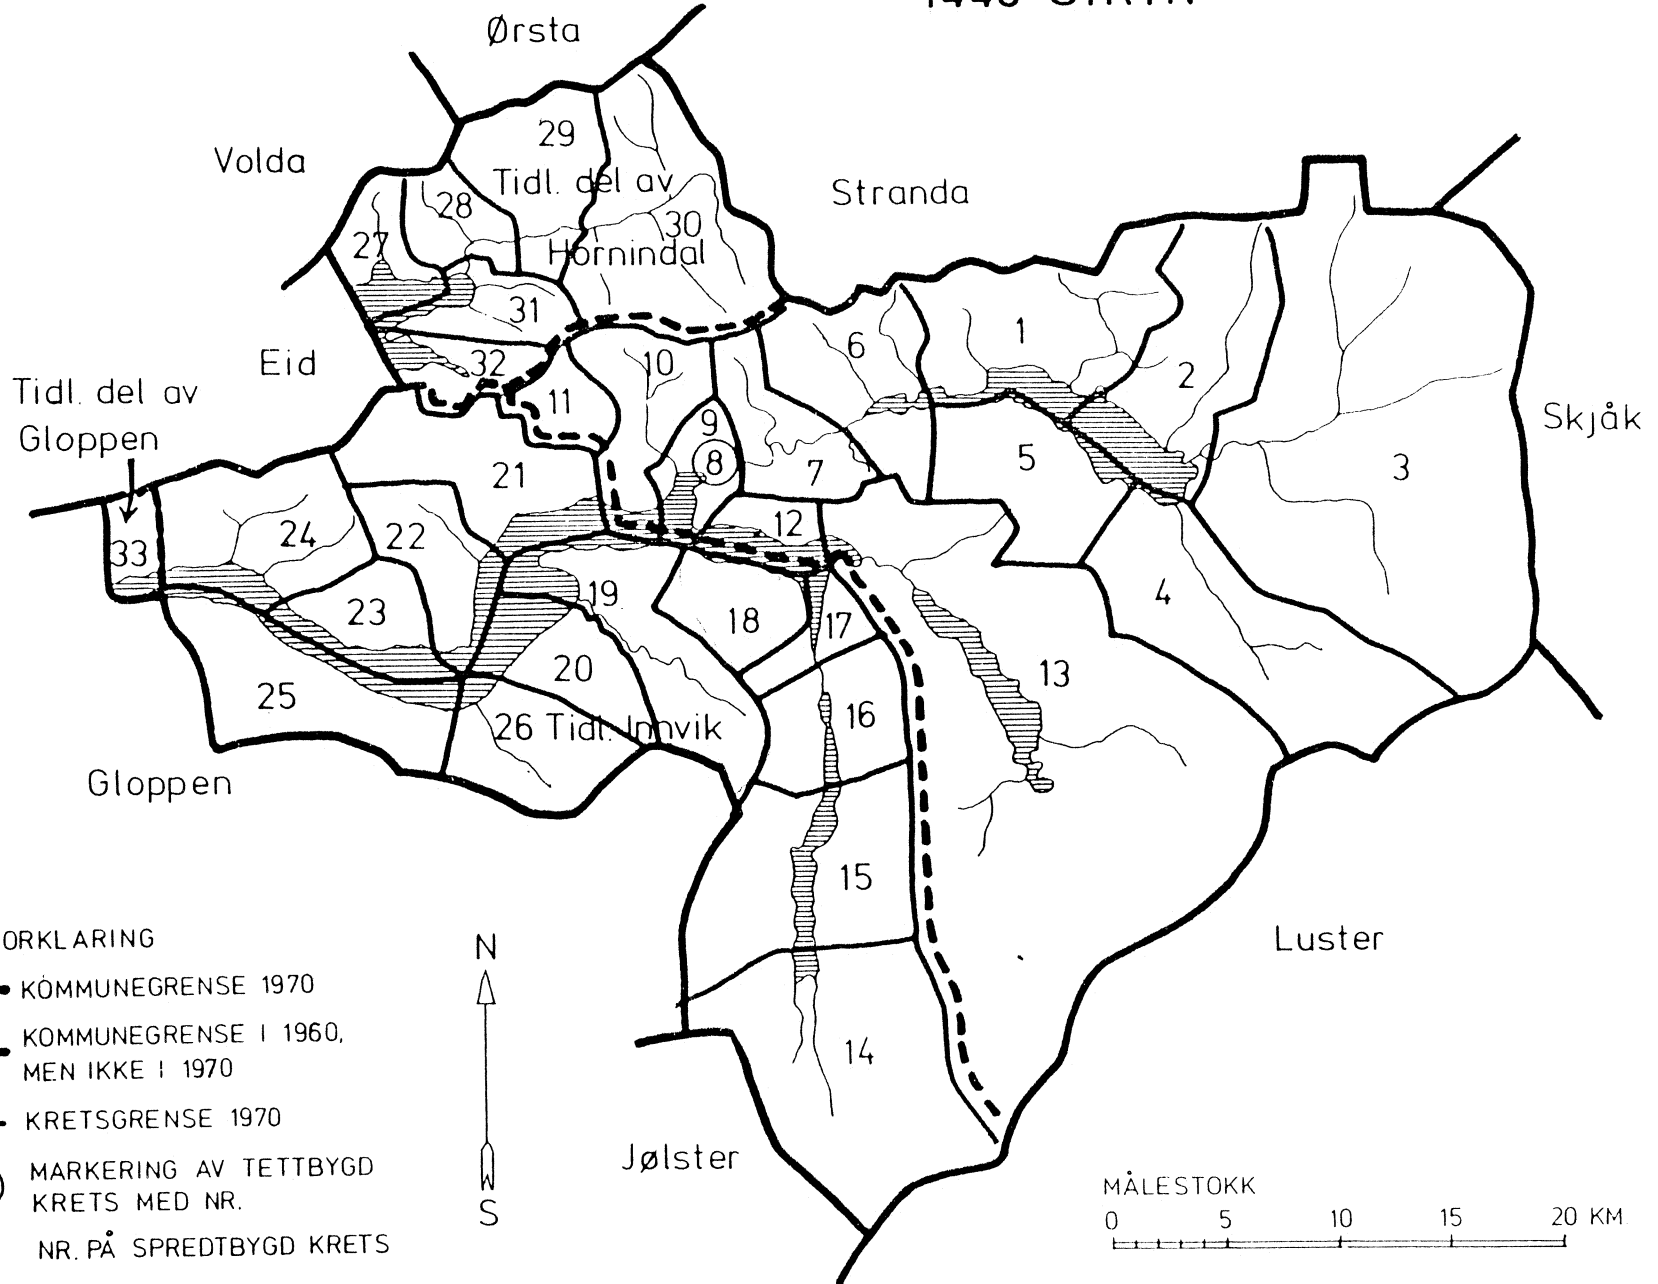 Ørsta
Volda
29
Tidl. del av
28
Stranda
30
27
Hornindal
31
1
6
Eid
32
10
2
Tidl. del av
Gloppen
11
9
8
Skjåk
21
7
5
3
24
22
12
33
23
19
18
17
4
25
20
13
26 Tidl. Innvik
16
Gloppen
15
ORKLARING
N
Luster
KOMMUNEGRENSE 1970
KOMMUNEGRENSE I 1960,
MEN IKKE I 1970
14
KRETSGRENSE 1970
MARKERING AV TETTBYGD
KRETS MED NR.
Jølster
S
NR. PÅ SPREDTBYGD KRETS
MÅLESTOKK
0 5 10 15 20 KM